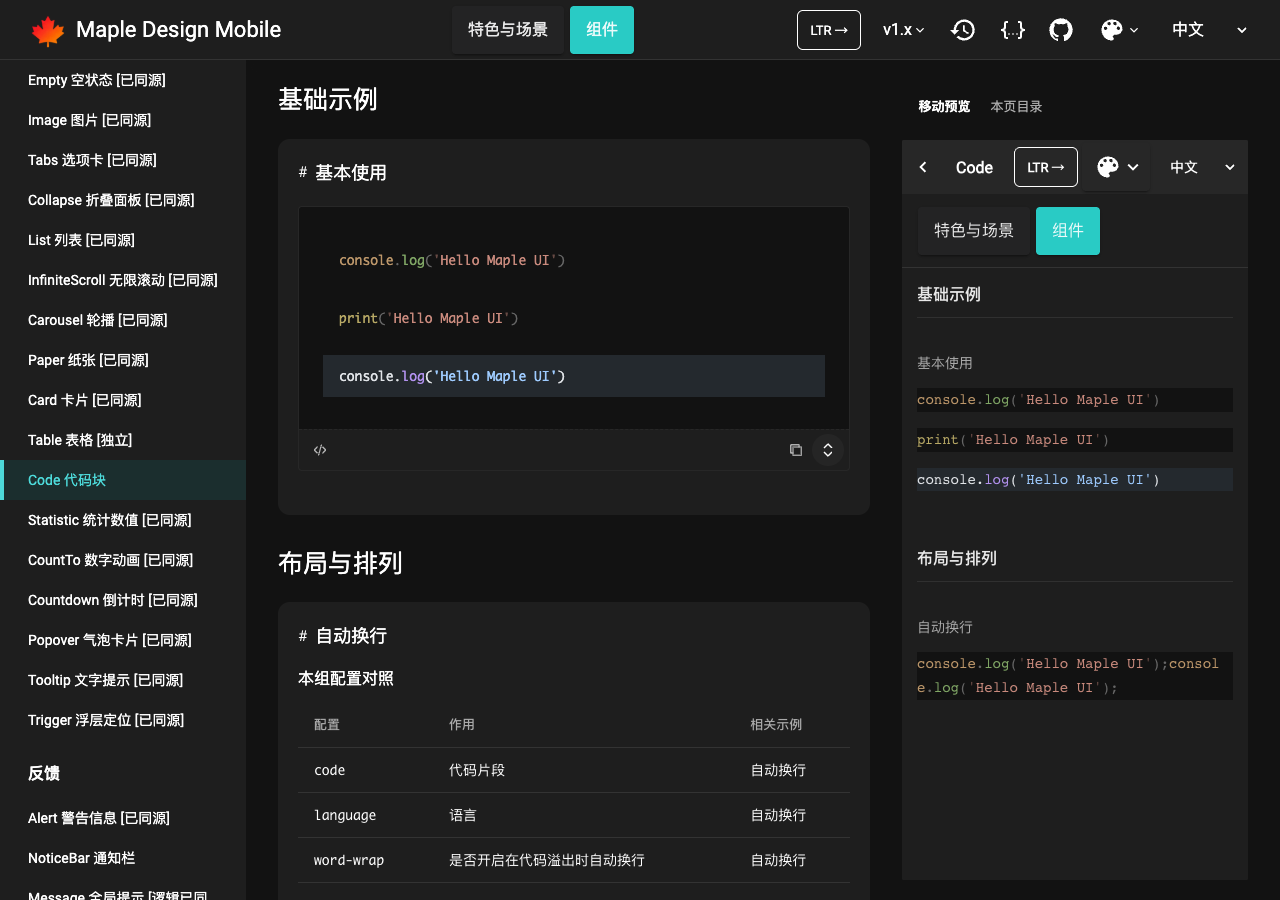 Maple Design Mobile
特色与场景
组件
LTR→
v1.x
{..}
中文
Empty 空状态 [已同源]
Image 图片 [已同源]
Tabs 选项卡 [已同源]
Collapse 折叠面板 [已同源]
List 列表 [已同源]
InfiniteScroll 无限滚动 [已同源]
Carousel 轮播 [已同源]
Paper 纸张 [已同源]
Card 卡片 [已同源]
Table 表格 [独立]
Code 代码块
Statistic 统计数值 [已同源]
CountTo 数字动画 [已同源]
Countdown 倒计时 [已同源]
Popover 气泡卡片 [已同源]
Tooltip 文字提示 [已同源]
Trigger 浮层定位 [已同源]
反馈
Alert 警告信息 [已同源]
NoticeBar 通知栏
Message 全局提示 [逻辑已同
基础示例
# 基本使用
console.log('Hello Maple UI')
print('Hello Maple UI')
console.log('Hello Maple UI')
布局与排列
# 自动换行
本组配置对照
配置 作用 相关示例
code 代码片段 自动换行
language 语言 自动换行
word-wrap 是否开启在代码溢出时自动换行 自动换行
移动预览
本页目录
Code
LTR→
中文
特色与场景
组件
基础示例
基本使用
console.log('Hello Maple UI')
print('Hello Maple UI')
console.log('Hello Maple UI')
布局与排列
自动换行
console.log('Hello Maple UI');consol
e.log('Hello Maple UI');